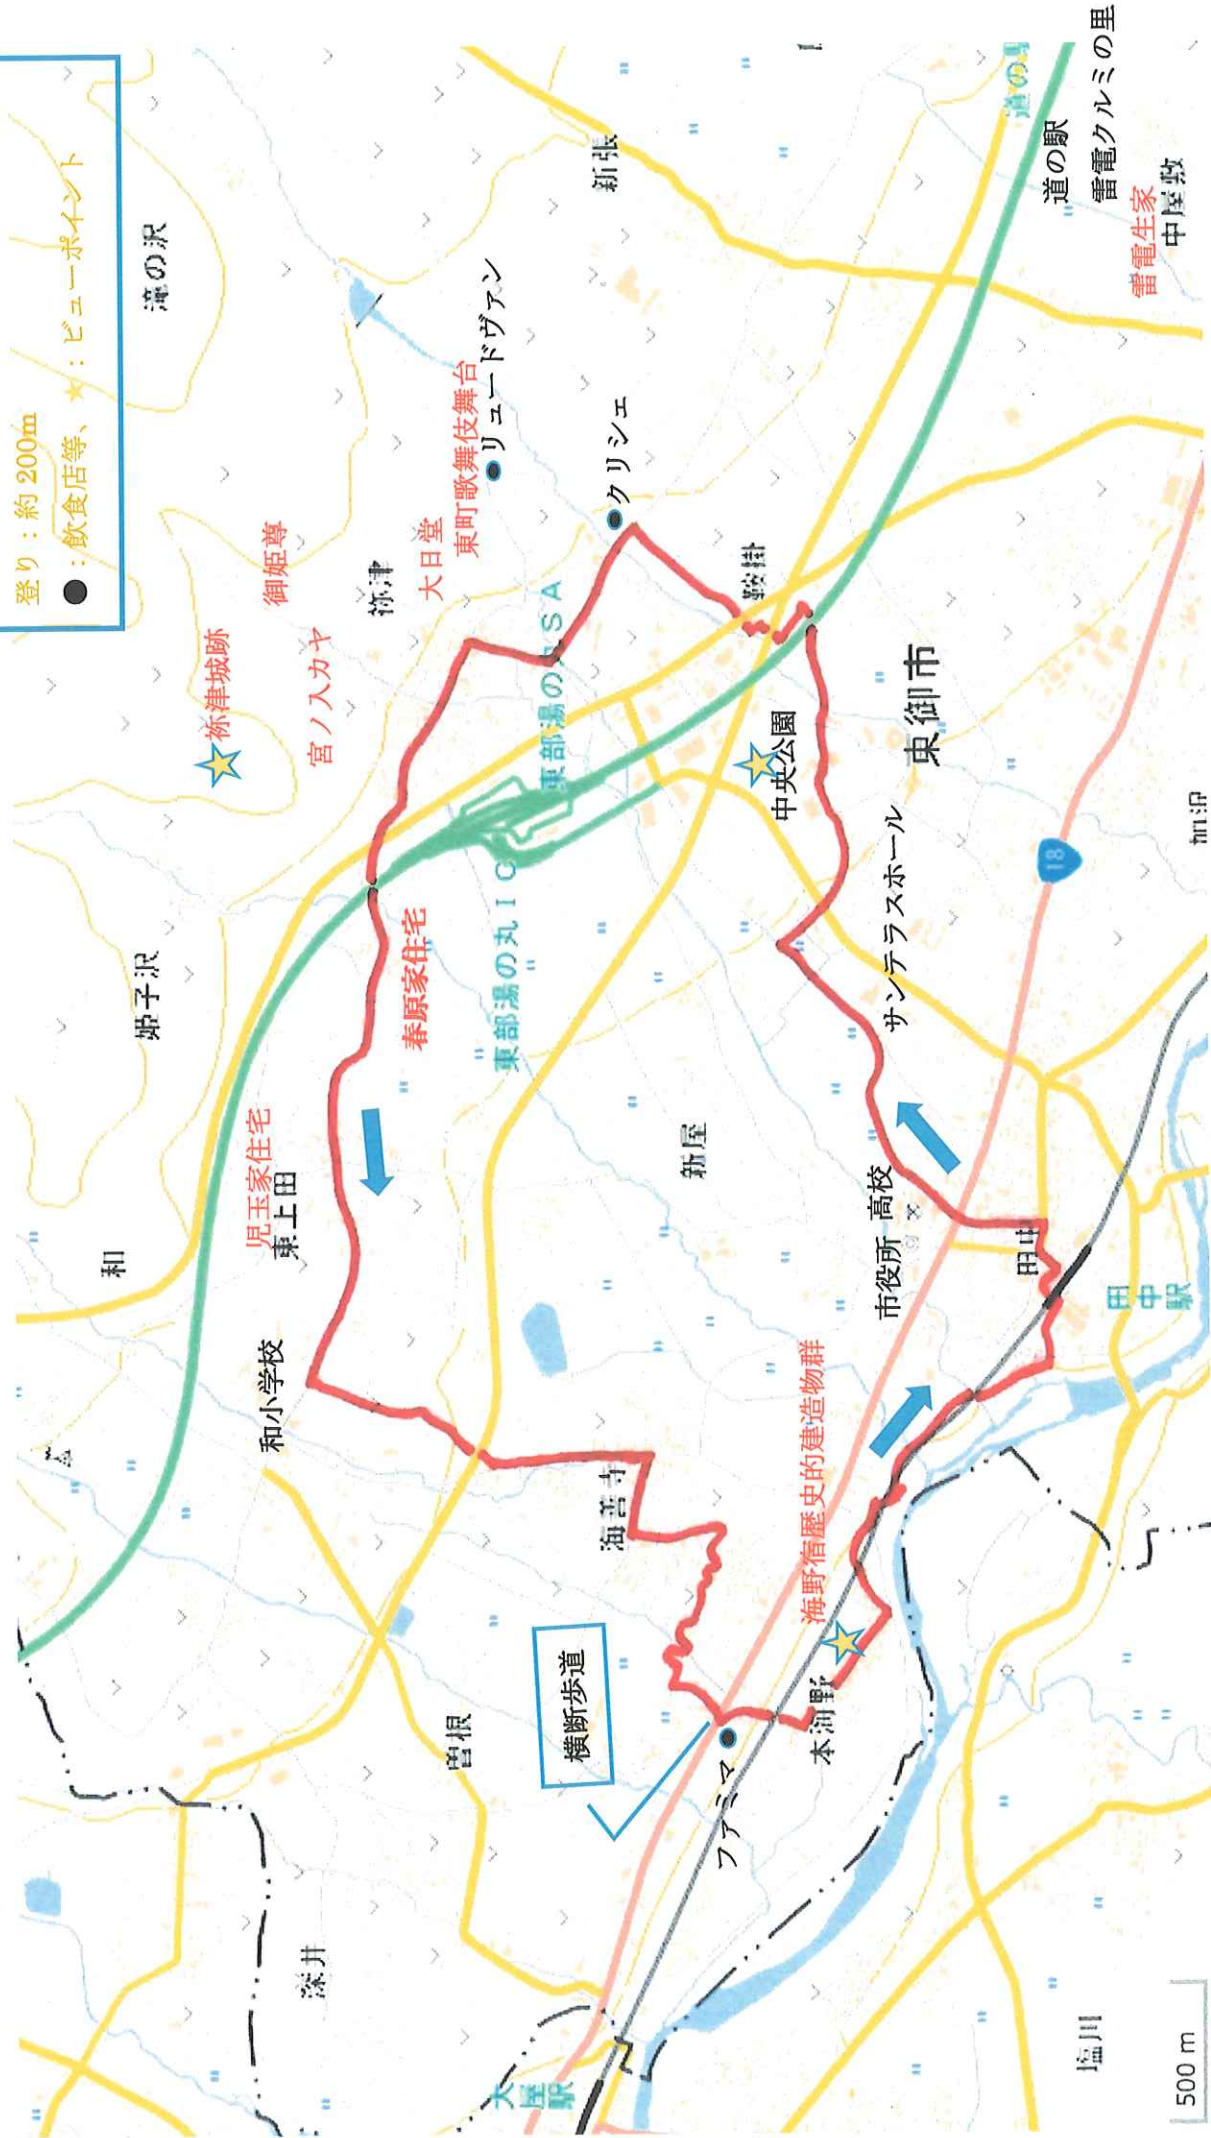 登り：約 200m
●：飲食店等、★：ビューポイント
滝の沢
祢津城跡
御姫尊
宮ノ入カヤ
祢津
大日堂
東町歌舞伎舞台
リュードヴァン
クリシェ
新張
鞍掛
道の駅
雷電クルミの里
雷電生家
中屋敷
姫子沢
和
児玉家住宅
東上田
春原家住宅
東部湯の丸ＩＣ
東部湯の丸ＳＡ
中央公園
東御市
サンテラスホール
18
加沢
新屋
和小学校
海善寺
市役所
高校
田中
田中駅
海野宿歴史的建造物群
横断歩道
本海野
ファミマ
曽根
深井
大屋駅
塩川
500 m